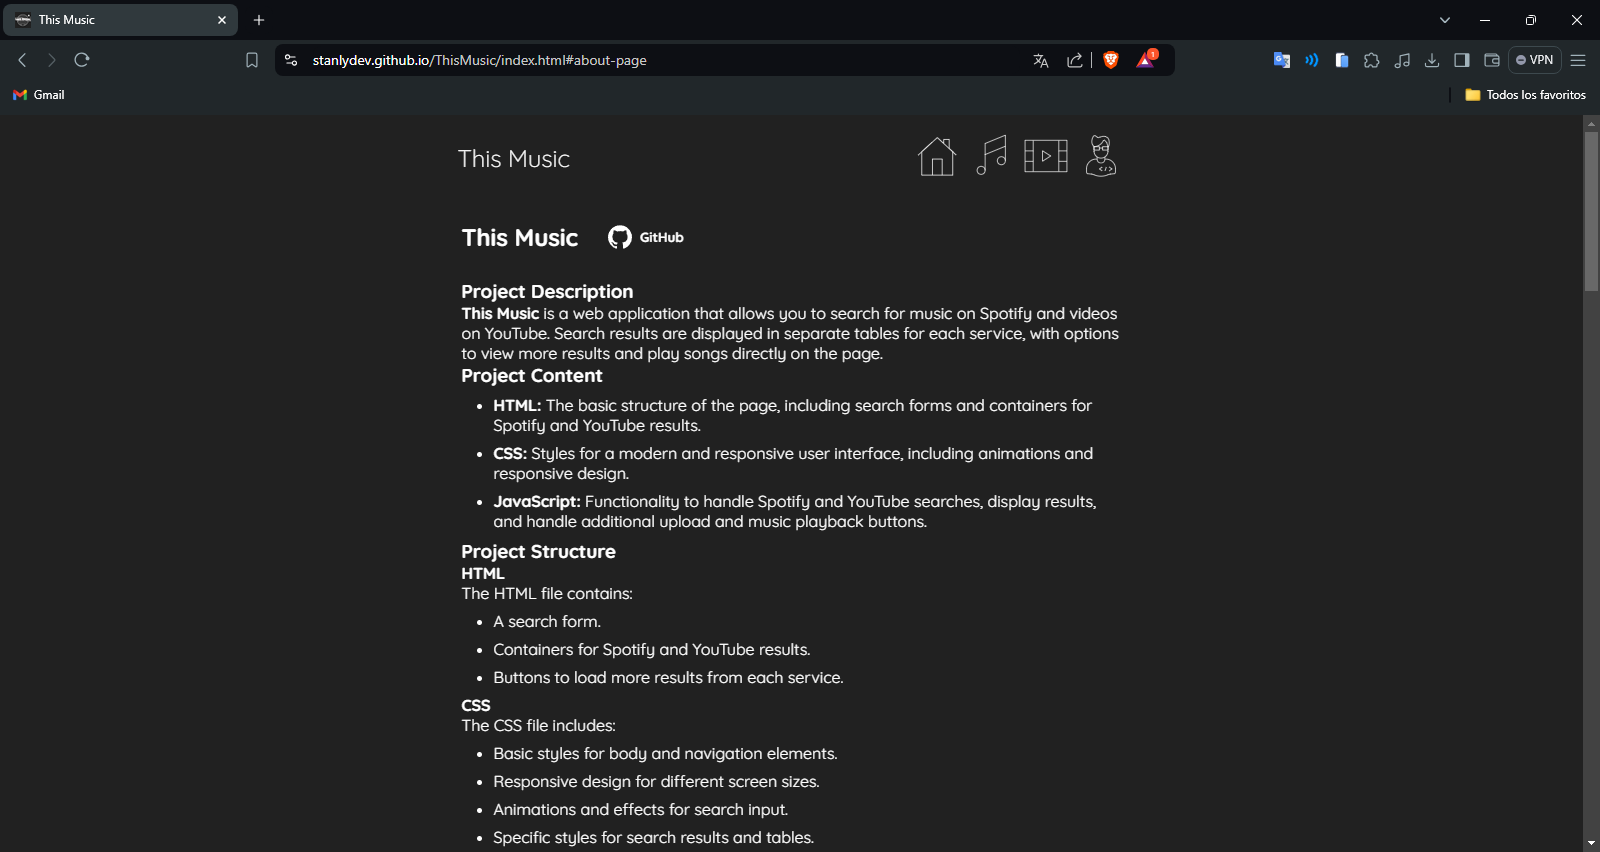 This Music
stanlydev.github.io/ThisMusic/index.html#about-page
1
VPN
Gmail
Todos los favoritos
This Music
This Music
GitHub
Project Description
This Music is a web application that allows you to search for music on Spotify and videos
on YouTube. Search results are displayed in separate tables for each service, with options
to view more results and play songs directly on the page.
Project Content
• HTML: The basic structure of the page, including search forms and containers for
Spotify and YouTube results.
• CSS: Styles for a modern and responsive user interface, including animations and
responsive design.
• JavaScript: Functionality to handle Spotify and YouTube searches, display results,
and handle additional upload and music playback buttons.
Project Structure
HTML
The HTML file contains:
• A search form.
• Containers for Spotify and YouTube results.
• Buttons to load more results from each service.
CSS
The CSS file includes:
• Basic styles for body and navigation elements.
• Responsive design for different screen sizes.
• Animations and effects for search input.
• Specific styles for search results and tables.